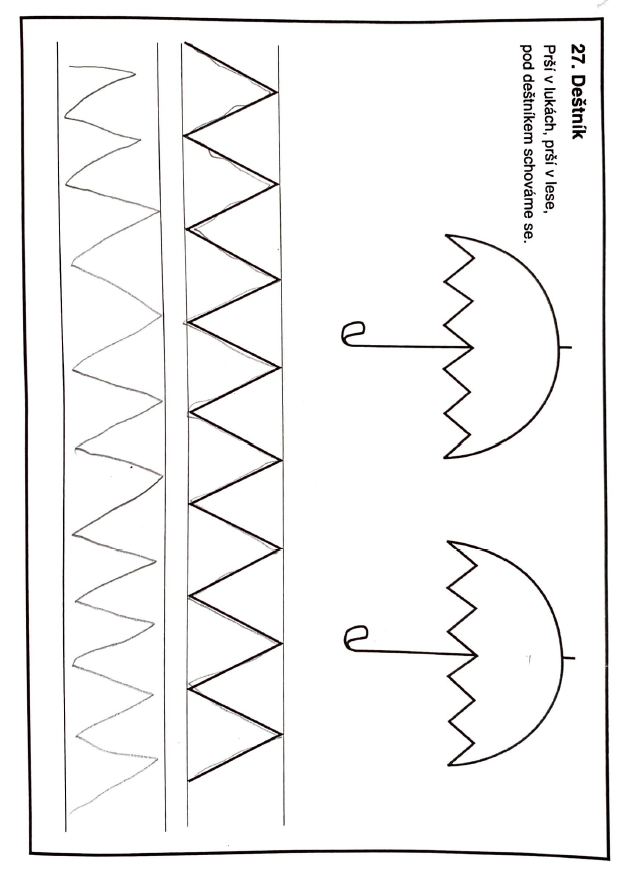 27. Deštník
Prší v lukách, prší v lese,
pod deštníkem schováme se.